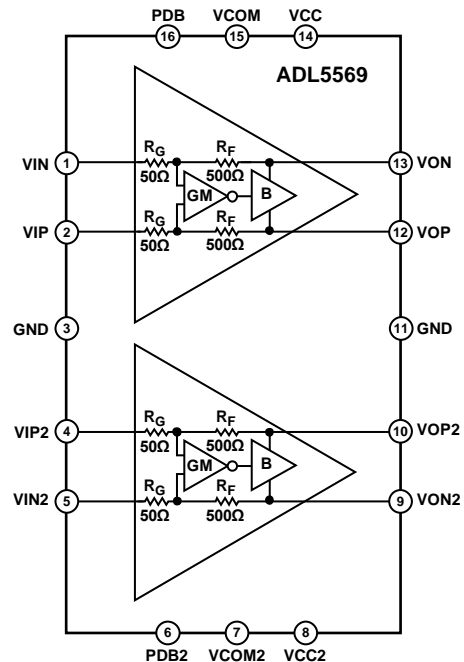 PDB VCOM VCC
16 15 14
ADL5569
RG RF
VIN 1 50Ω 500Ω 13 VON
GM B
RG RF
VIP 2 50Ω 500Ω 12 VOP
GND 3 11 GND
RG RF
VIP2 4 50Ω 500Ω 10 VOP2
GM B
RG RF
VIN2 5 50Ω 500Ω 9 VON2
6 7 8
PDB2 VCOM2 VCC2